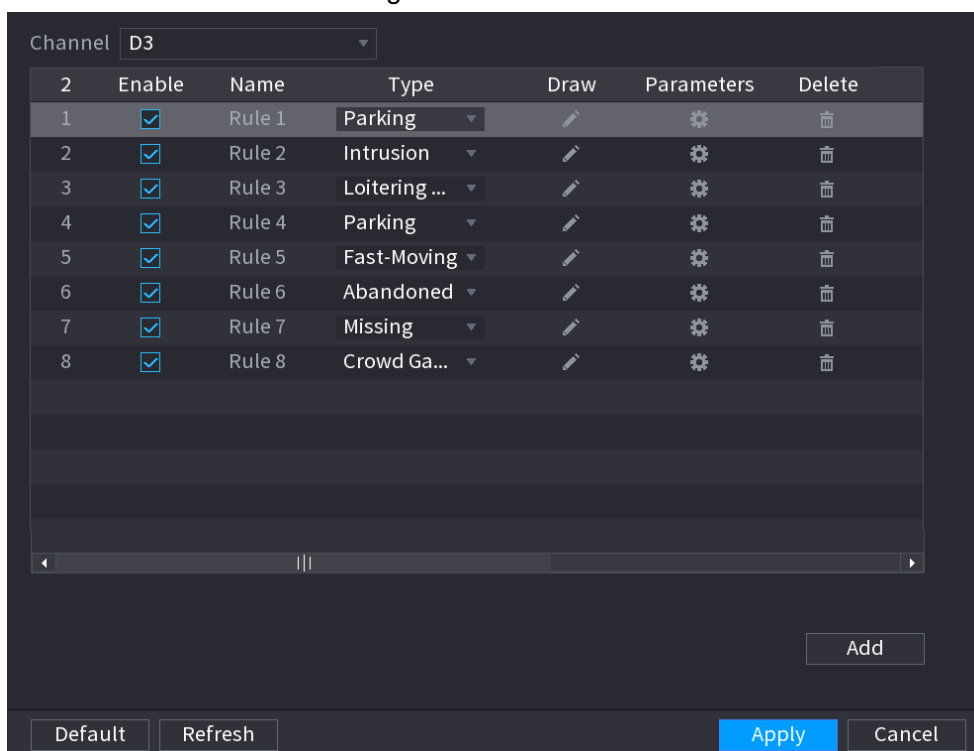 Channel D3
2 Enable Name Type Draw Parameters Delete
1 Rule 1 Parking
2 Rule 2 Intrusion
3 Rule 3 Loitering ...
4 Rule 4 Parking
5 Rule 5 Fast-Moving
6 Rule 6 Abandoned
7 Rule 7 Missing
8 Rule 8 Crowd Ga...
Add
Default Refresh Apply Cancel